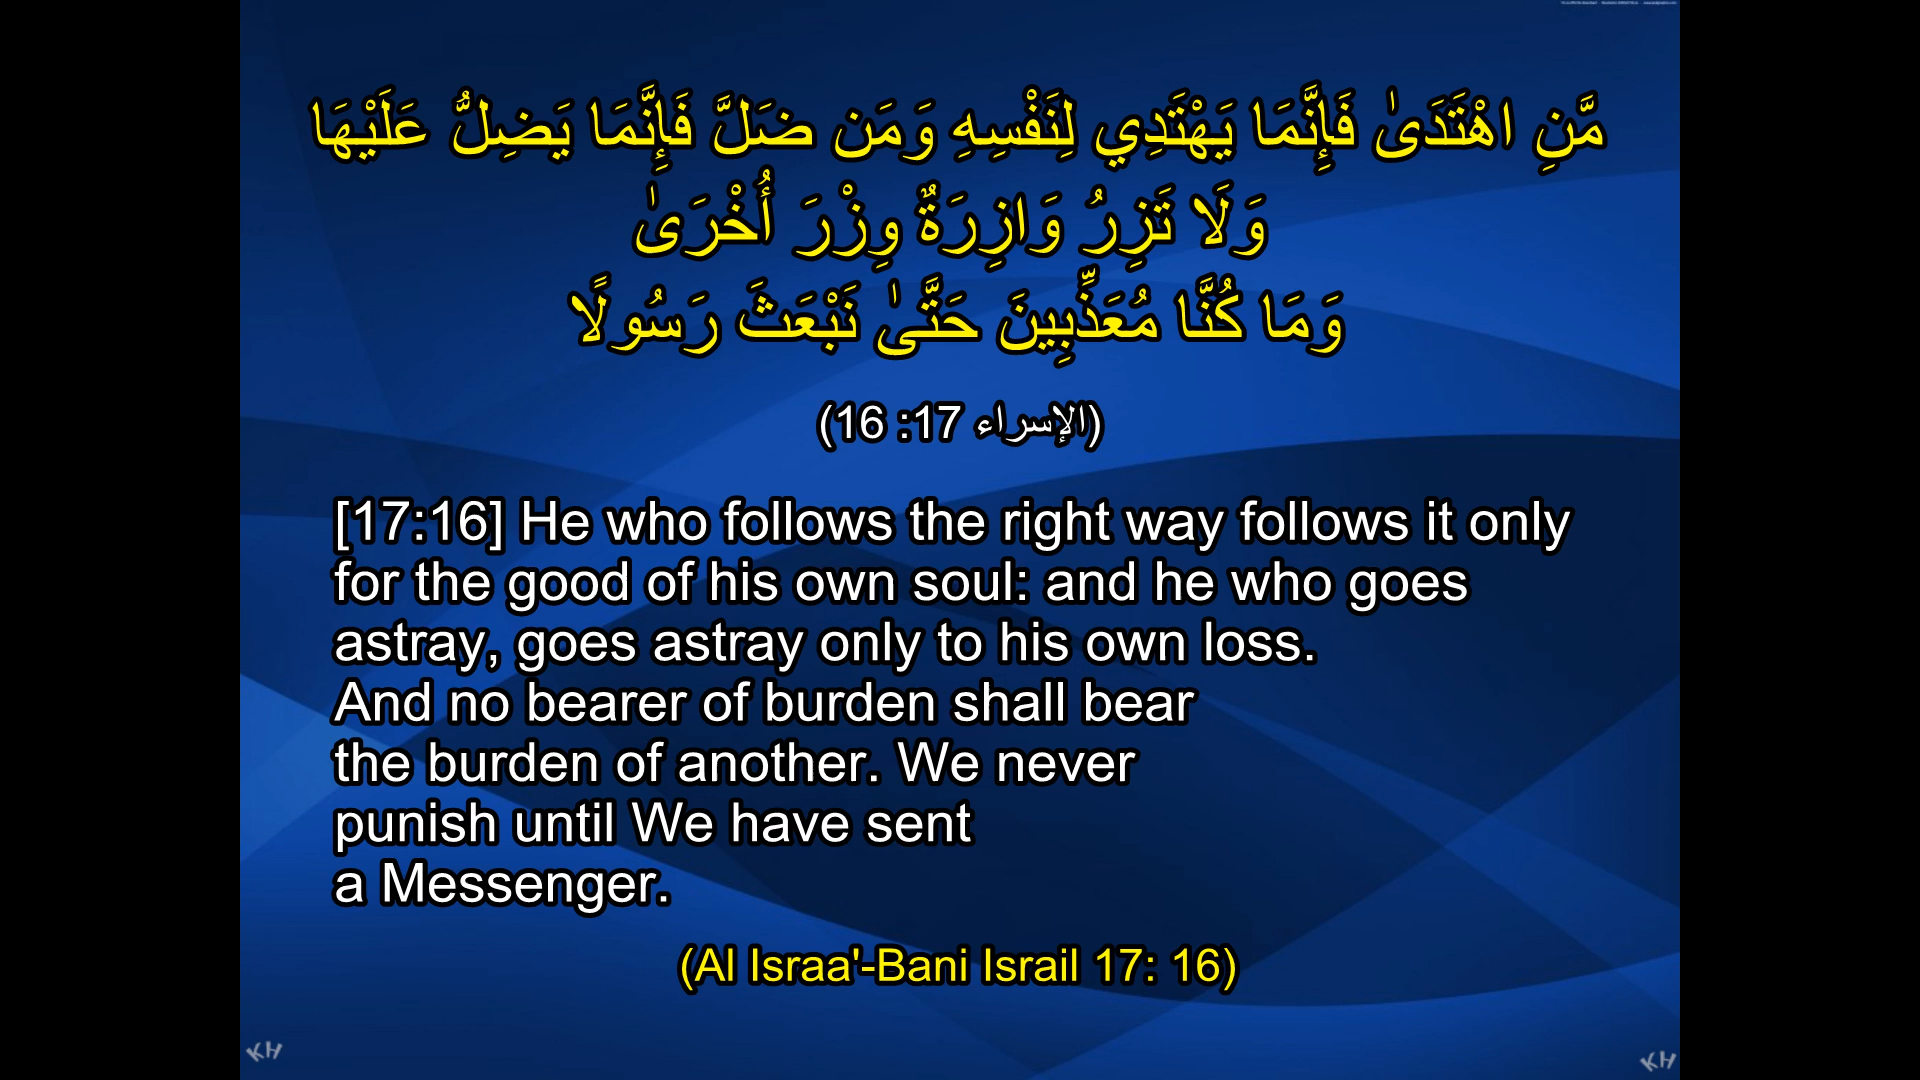 مَّنِ اهْتَدَىٰ فَإِنَّمَا يَهْتَدِي لِنَفْسِهِ وَمَن ضَلَّ فَإِنَّمَا يَضِلُّ عَلَيْهَا
وَلَا تَزِرُ وَازِرَةٌ وِزْرَ أُخْرَىٰ
وَمَا كُنَّا مُعَذِّبِينَ حَتَّىٰ نَبْعَثَ رَسُولًا
(الإسراء 17: 16)
[17:16] He who follows the right way follows it only
for the good of his own soul: and he who goes
astray, goes astray only to his own loss.
And no bearer of burden shall bear
the burden of another. We never
punish until We have sent
a Messenger.
(Al Israa'-Bani Israil 17: 16)
KH
KH